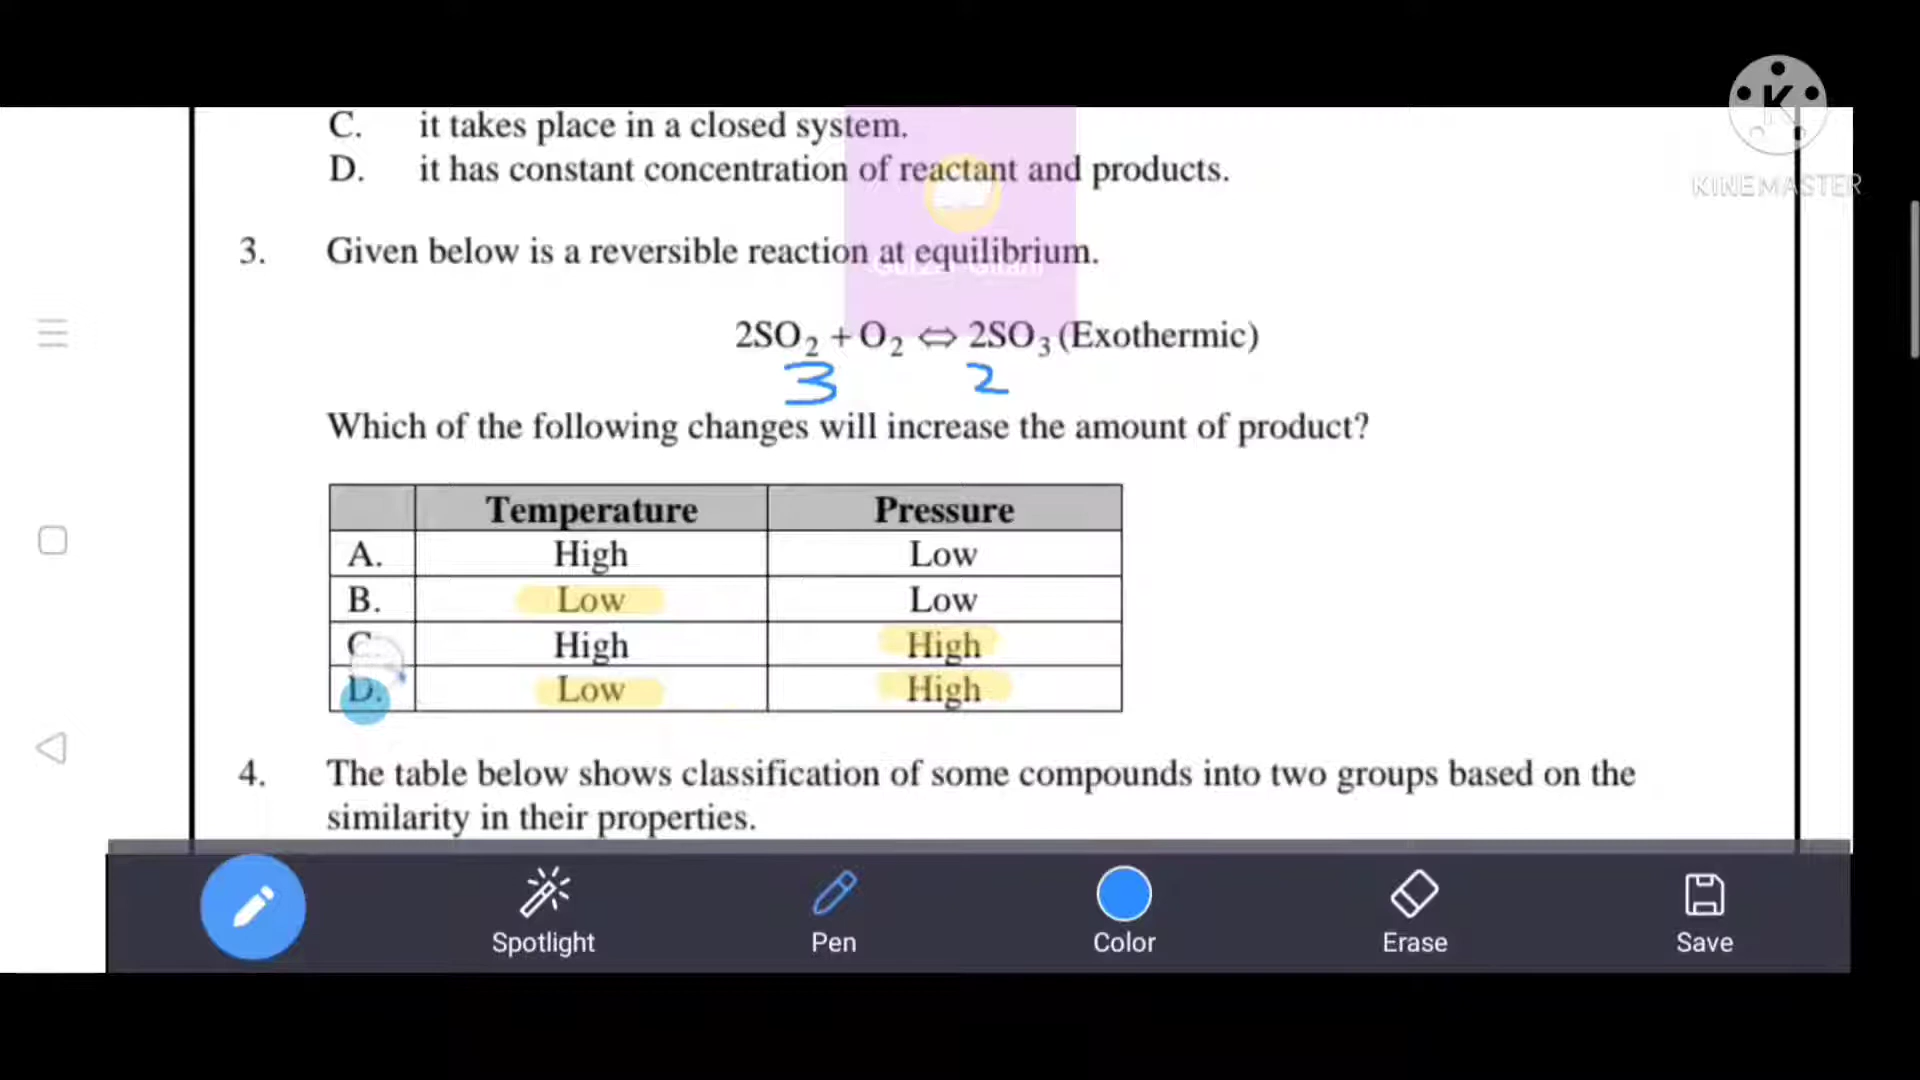 C. it takes place in a closed system.
D. it has constant concentration of reactant and products.
KINEMASTER
3. Given below is a reversible reaction at equilibrium.
2SO₂ + O₂ ⇔ 2SO₃ (Exothermic)
3 2
Which of the following changes will increase the amount of product?
Temperature Pressure
A. High Low
B. Low Low
C High High
D. Low High
4. The table below shows classification of some compounds into two groups based on the
similarity in their properties.
Spotlight Pen Color Erase Save